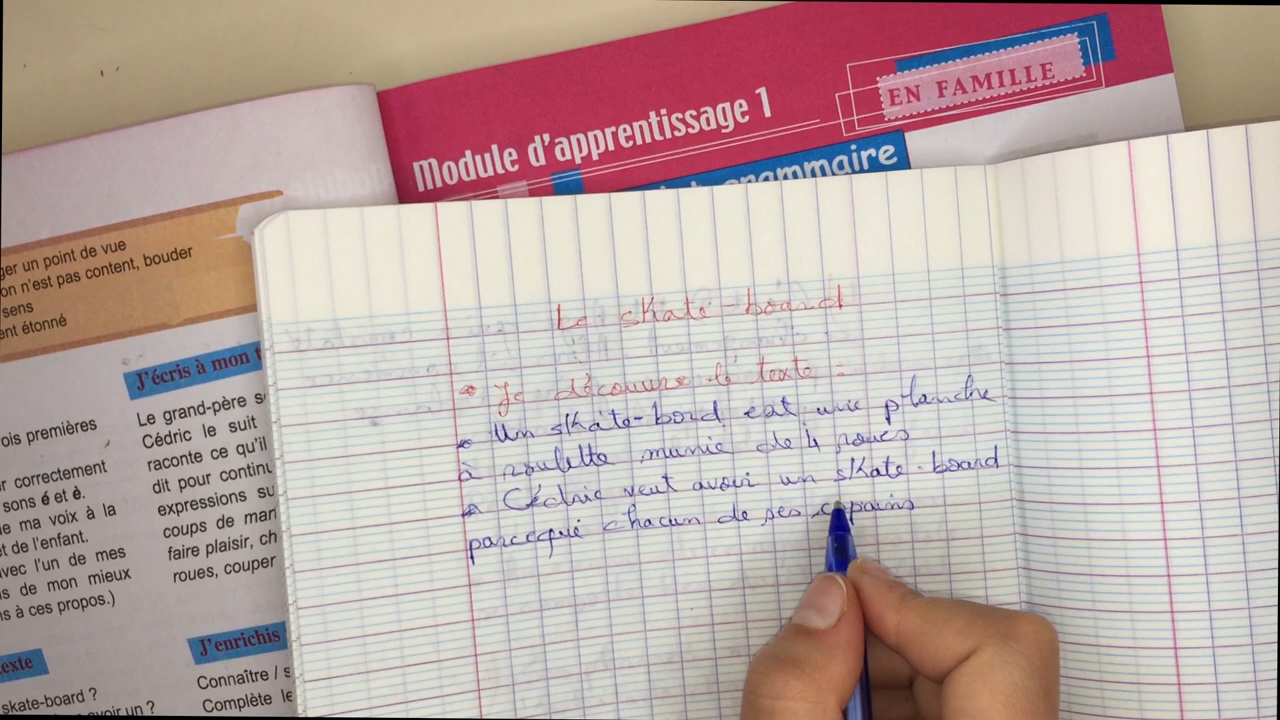 EN FAMILLE
Module d'apprentissage 1
grammaire
ger un point de vue
on n'est pas content, bouder
sens
ent étonné
J'écris à mon t
ois premières
r correctement
sons é et è.
e ma voix à la
t de l'enfant.
avec l'un de mes
s de mon mieux
s à ces propos.)
Le grand-père s
Cédric le suit
raconte ce qu'il
dit pour continu
expressions su
coups de mar
faire plaisir, ch
roues, couper
J'enrichis
Connaître / s
Complète le
exte
skate-board ?
avoir un ?
Le skate-board
Je découvre le texte :
Un skate-bord est une planche
à roulette munie de 4 roues
Cédric veut avoir un skate-board
parceque chacun de ses copains